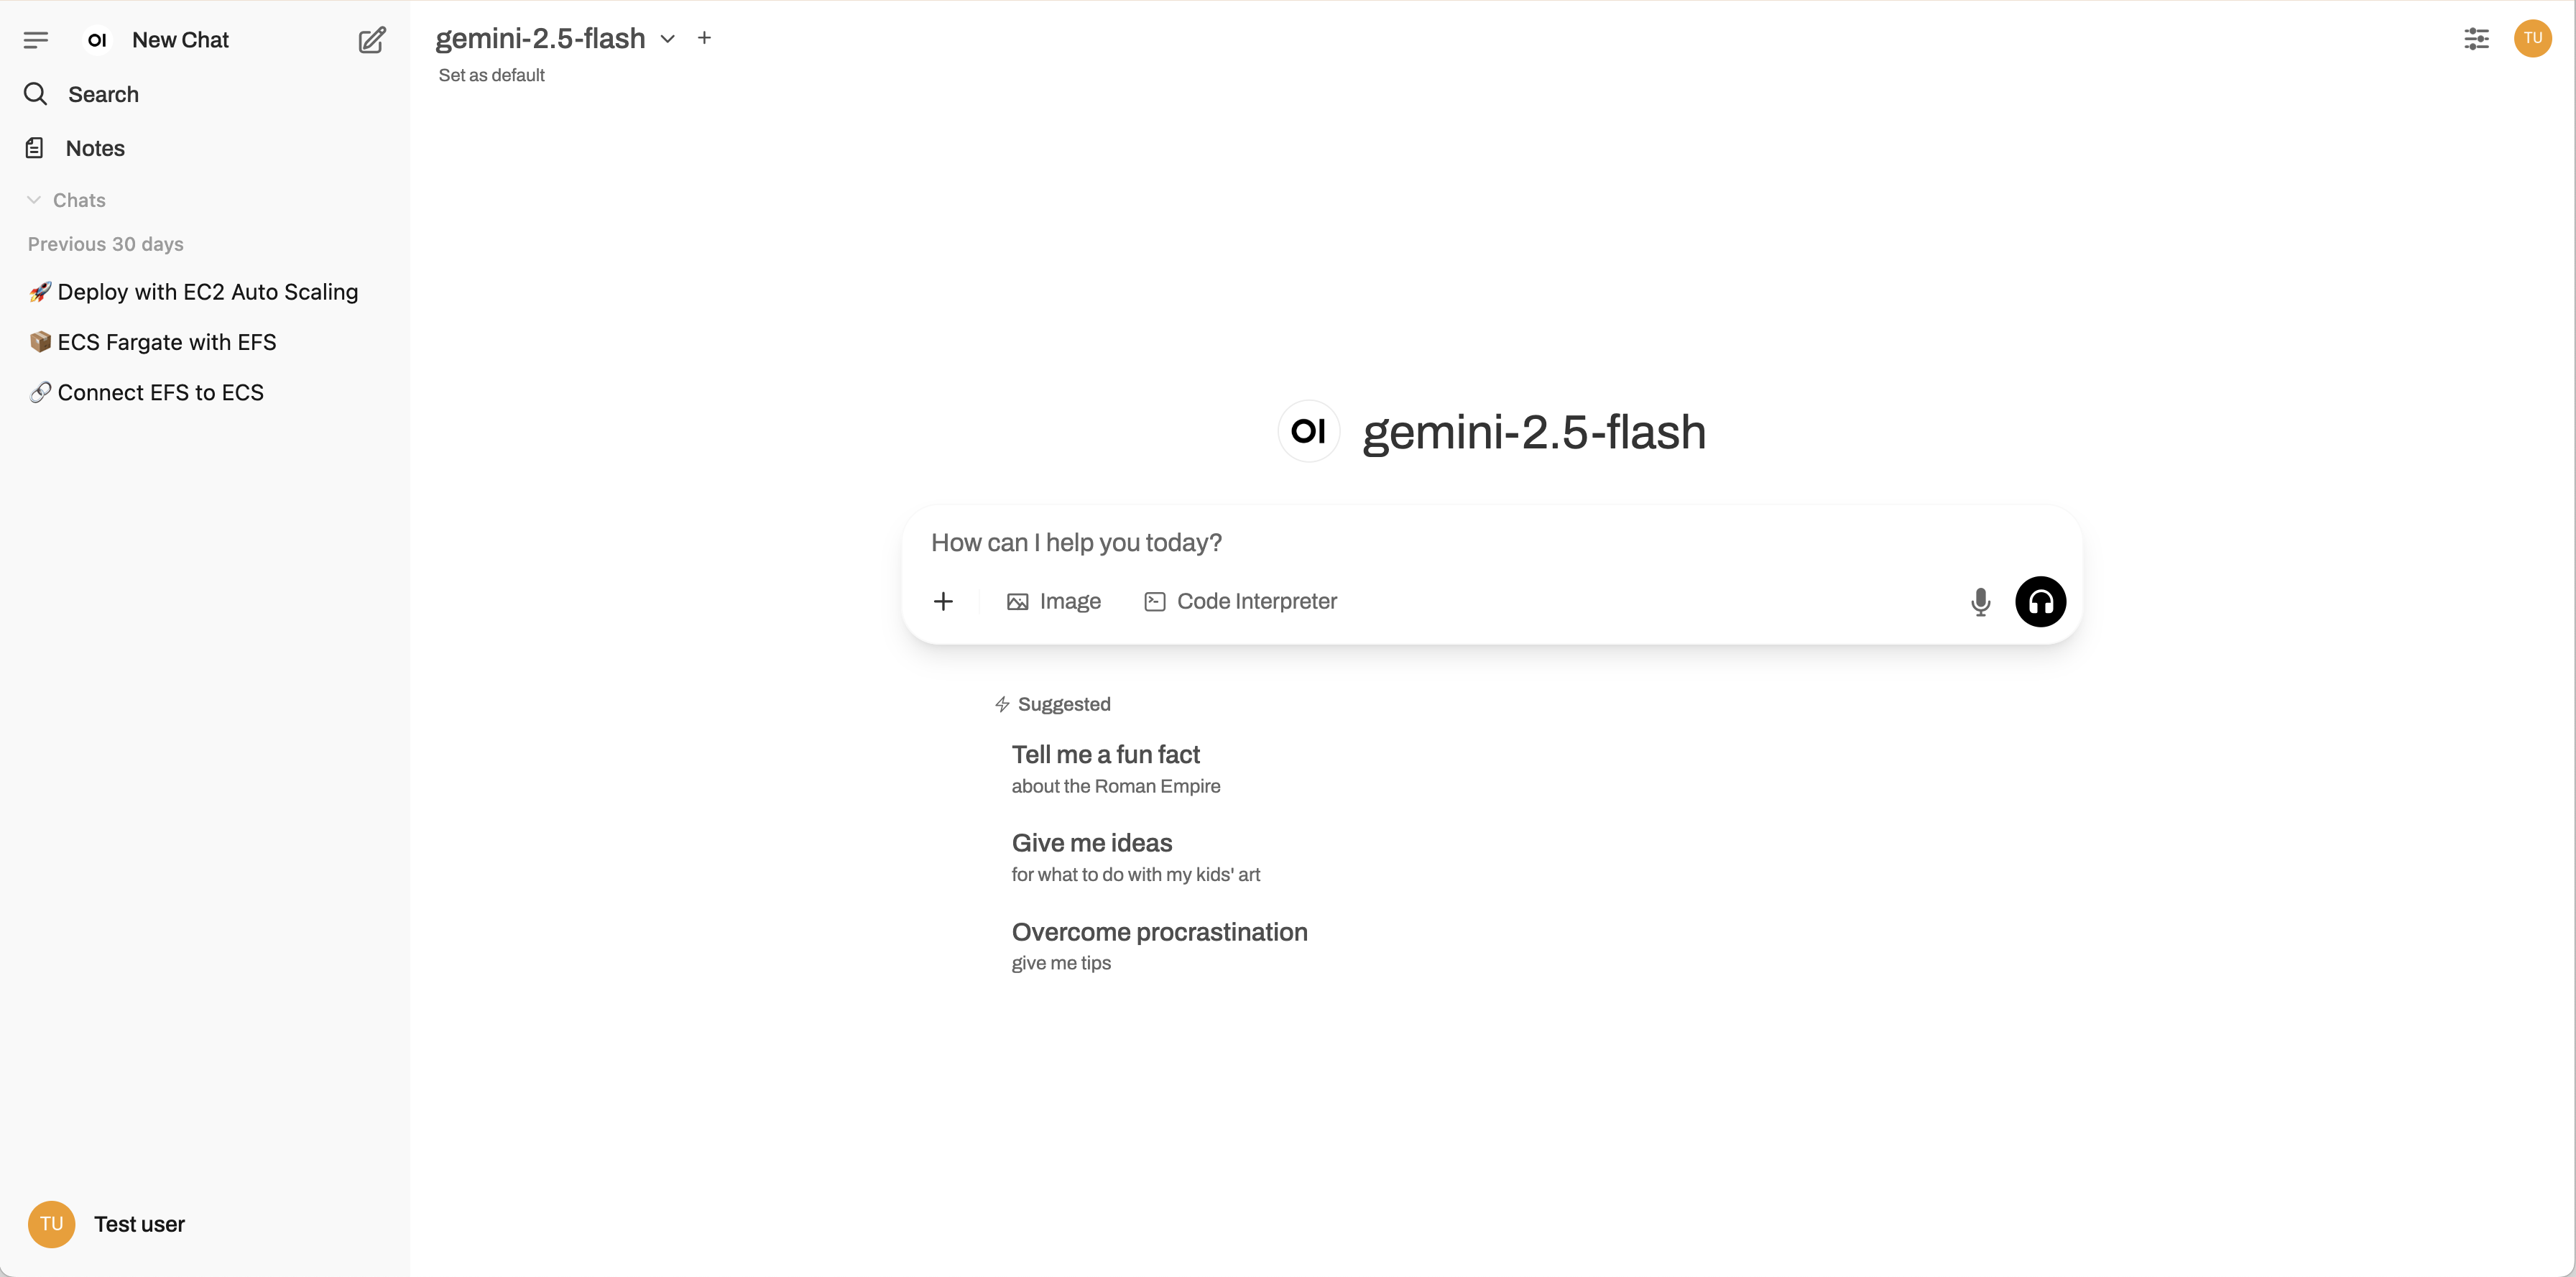 OI New Chat
Search
Notes
Chats
Previous 30 days
🚀 Deploy with EC2 Auto Scaling
📦 ECS Fargate with EFS
🔗 Connect EFS to ECS
TU Test user
gemini-2.5-flash
Set as default
TU
OI gemini-2.5-flash
How can I help you today?
Image Code Interpreter
Suggested
Tell me a fun fact
about the Roman Empire
Give me ideas
for what to do with my kids' art
Overcome procrastination
give me tips